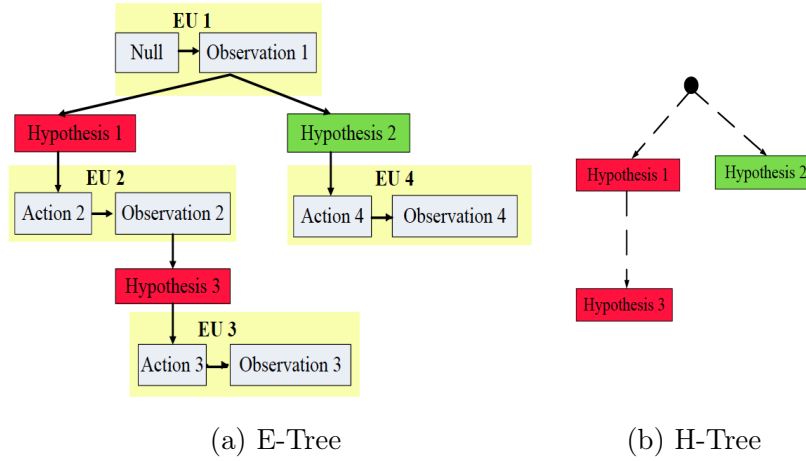 EU 1
Null
Observation 1
Hypothesis 1
Hypothesis 2
EU 2
Action 2
Observation 2
EU 4
Action 4
Observation 4
Hypothesis 3
EU 3
Action 3
Observation 3
(a) E-Tree
Hypothesis 1
Hypothesis 2
Hypothesis 3
(b) H-Tree